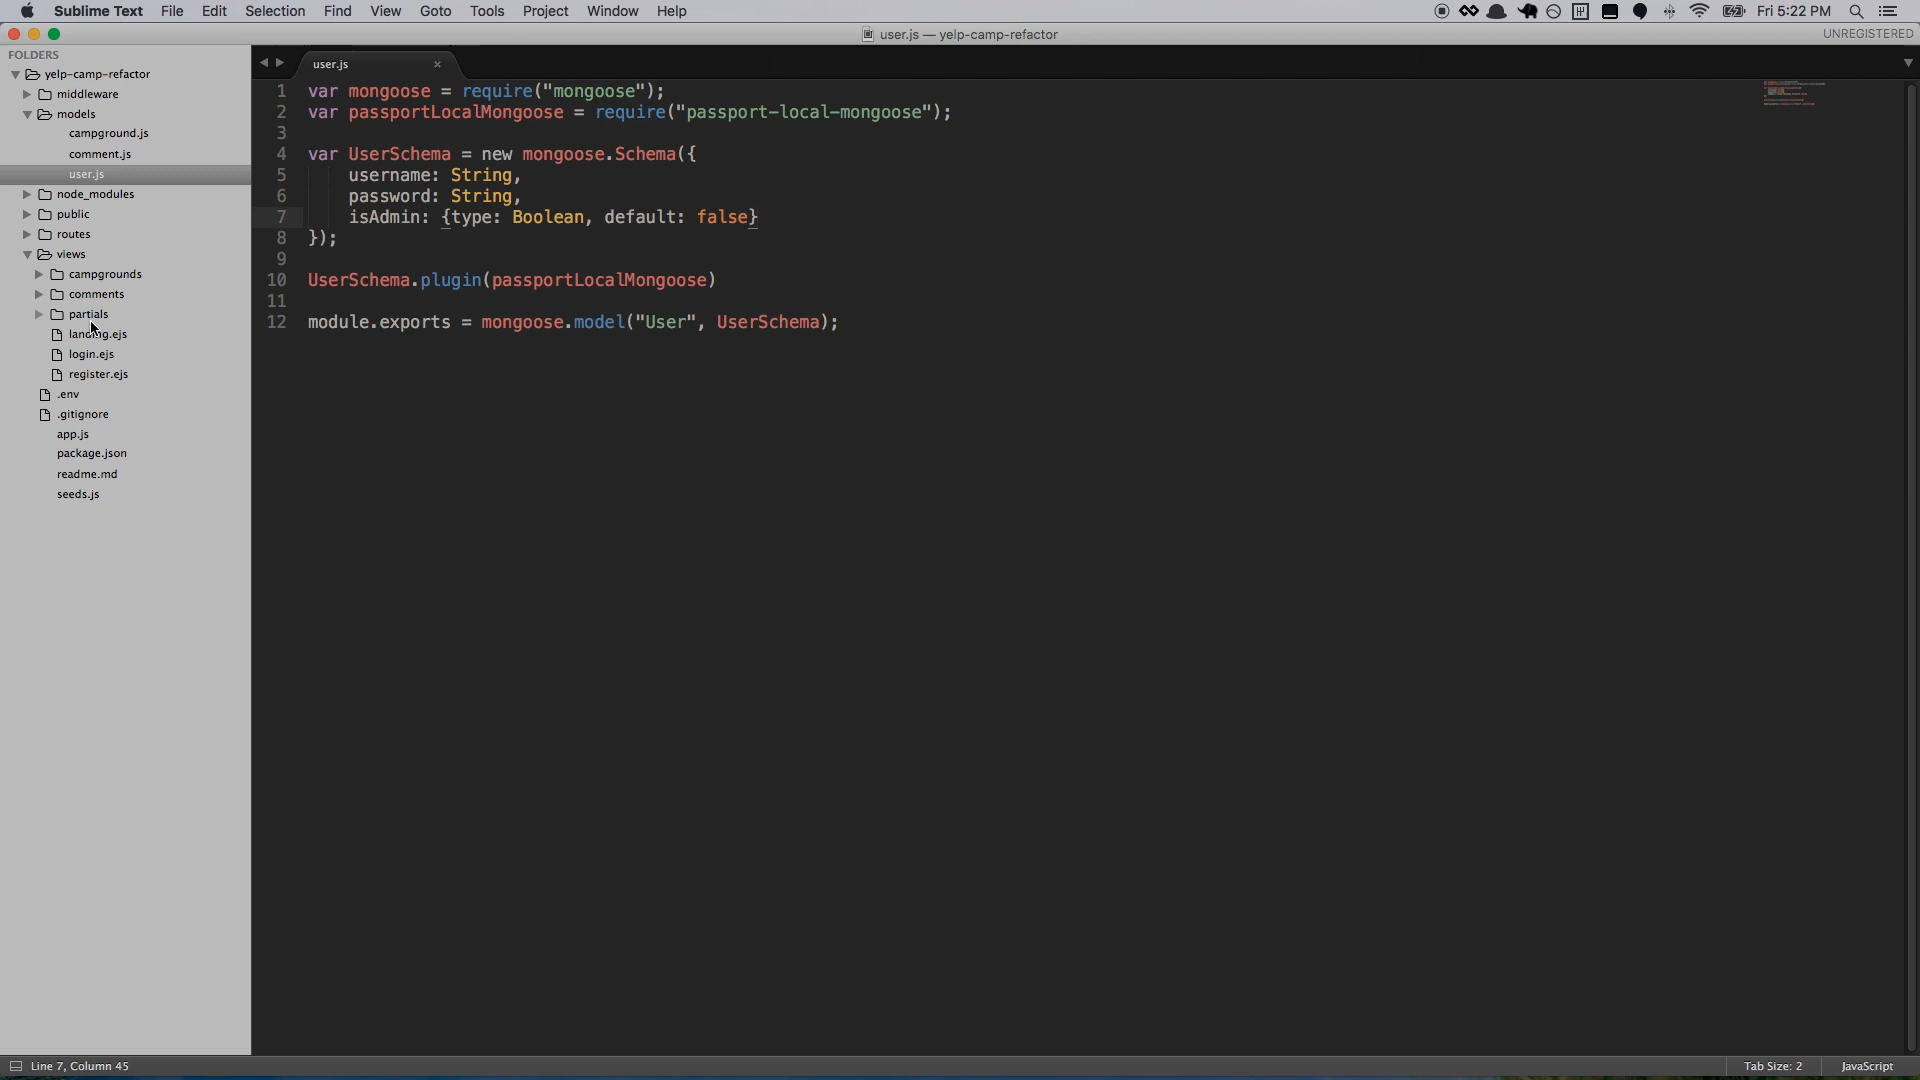 Sublime Text File Edit Selection Find View Goto Tools Project Window Help Fri 5:22 PM
user.js — yelp-camp-refactor UNREGISTERED
FOLDERS
yelp-camp-refactor
middleware
models
campground.js
comment.js
user.js
node_modules
public
routes
views
campgrounds
comments
partials
landing.ejs
login.ejs
register.ejs
.env
.gitignore
app.js
package.json
readme.md
seeds.js
user.js
1 var mongoose = require("mongoose");
2 var passportLocalMongoose = require("passport-local-mongoose");
3
4 var UserSchema = new mongoose.Schema({
5 username: String,
6 password: String,
7 isAdmin: {type: Boolean, default: false}
8 });
9
10 UserSchema.plugin(passportLocalMongoose)
11
12 module.exports = mongoose.model("User", UserSchema);
Line 7, Column 45 Tab Size: 2 JavaScript